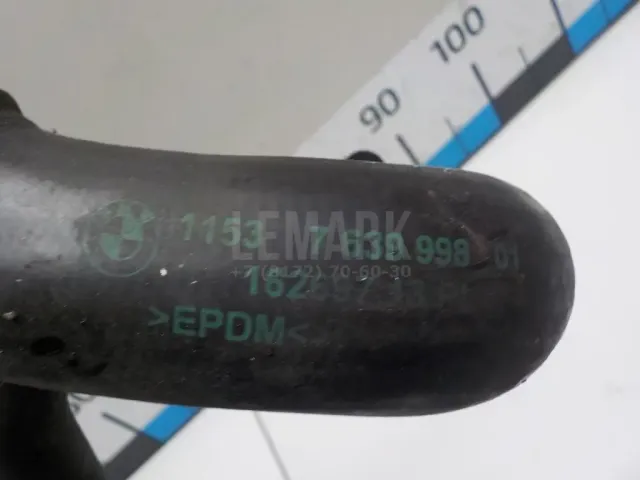 100
90
1153 7 639 998 01
LEMARK
+7(8172) 70-60-30
>EPDM<